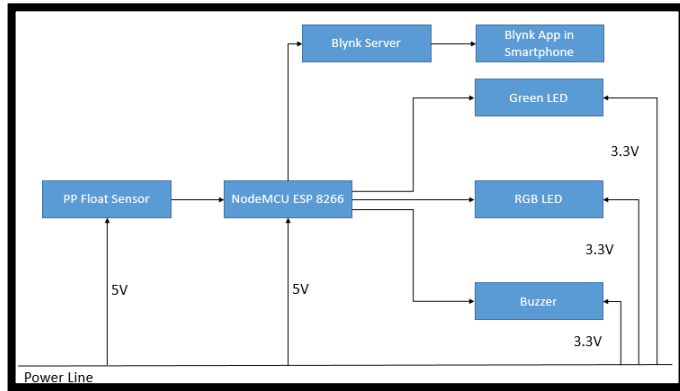 Blynk Server
Blynk App in
Smartphone
Green LED
3.3V
PP Float Sensor
NodeMCU ESP 8266
RGB LED
3.3V
5V
5V
Buzzer
3.3V
Power Line